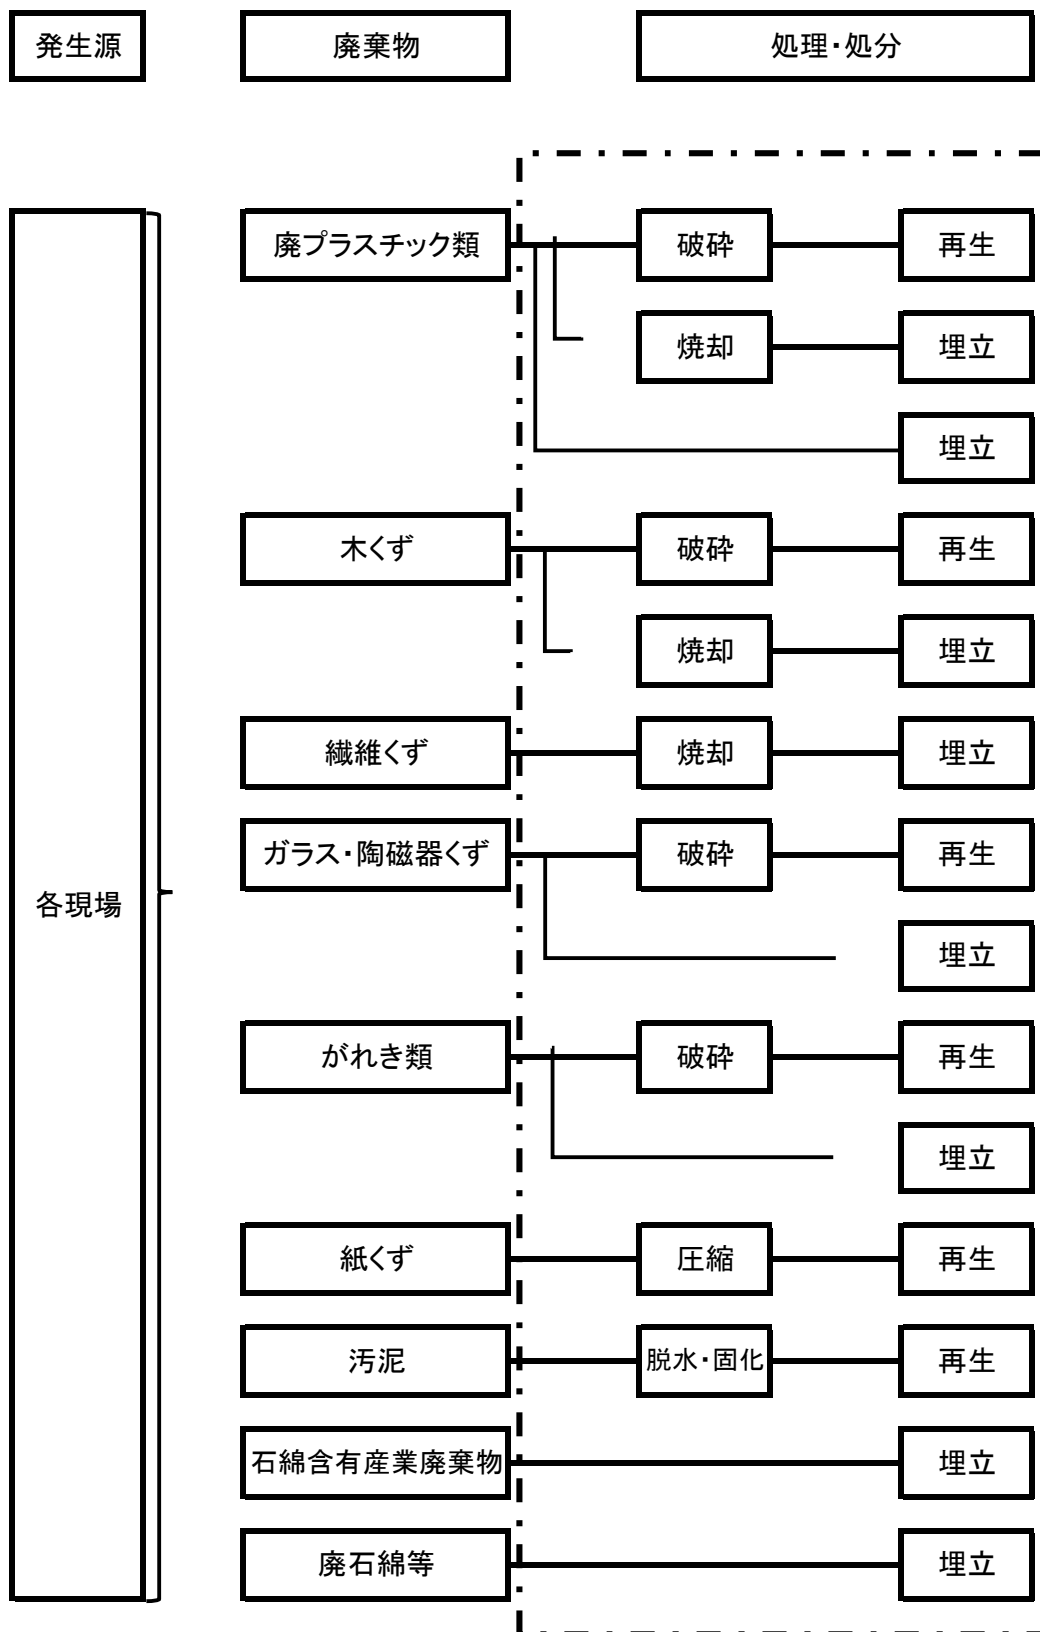 発生源
廃棄物
処理・処分
各現場
廃プラスチック類
破砕
再生
焼却
埋立
埋立
木くず
破砕
再生
焼却
埋立
繊維くず
焼却
埋立
ガラス・陶磁器くず
破砕
再生
埋立
がれき類
破砕
再生
埋立
紙くず
圧縮
再生
汚泥
脱水・固化
再生
石綿含有産業廃棄物
埋立
廃石綿等
埋立